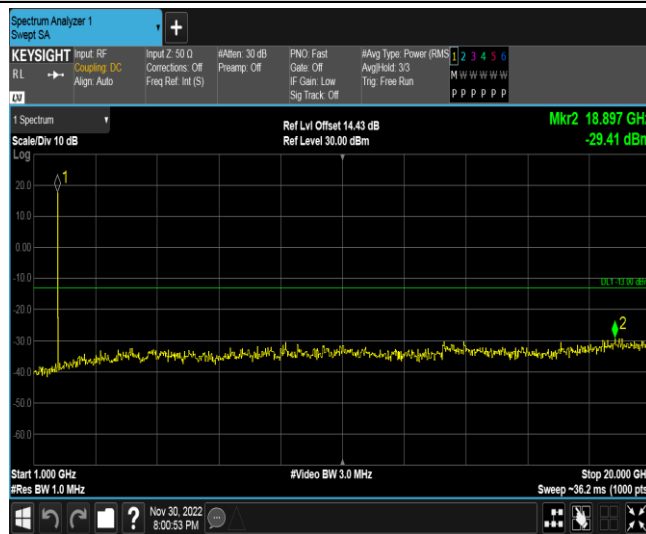 Spectrum Analyzer 1
Swept SA
KEYSIGHT
RL
LXI
Input: RF
Coupling: DC
Align: Auto
Input Z: 50 Ω
Corrections: Off
Freq Ref: Int (S)
#Atten: 30 dB
Preamp: Off
PNO: Fast
Gate: Off
IF Gain: Low
Sig Track: Off
#Avg Type: Power (RMS
Avg|Hold: 3/3
Trig: Free Run
1 2 3 4 5 6
M W W W W W
P P P P P P
1 Spectrum
Scale/Div 10 dB
Ref Lvl Offset 14.43 dB
Ref Level 30.00 dBm
Mkr2 18.897 GHz
-29.41 dBm
Log
1
20.0
10.0
0.00
-10.0
DL1 -13.00 dBm
-20.0
2
-30.0
-40.0
-50.0
-60.0
Start 1.000 GHz
#Res BW 1.0 MHz
#Video BW 3.0 MHz
Stop 20.000 GH
Sweep ~36.2 ms (1000 pts
?
Nov 30, 2022
8:00:53 PM